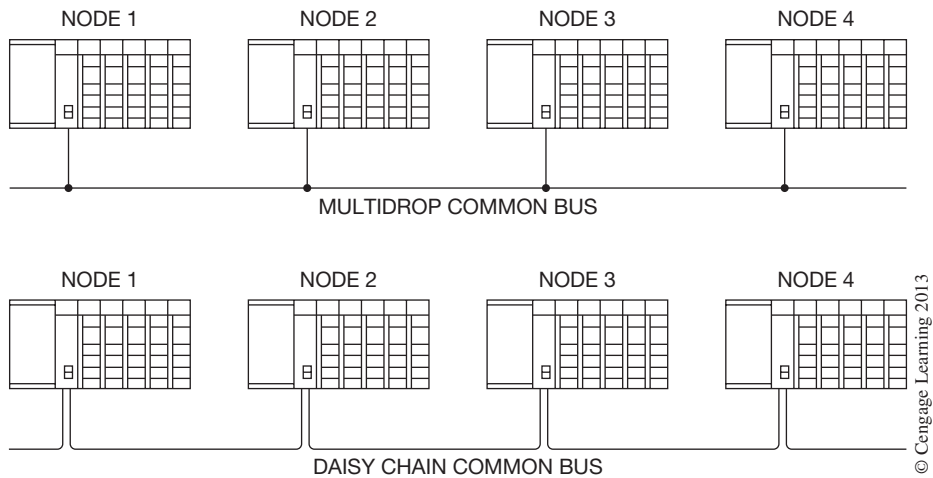 NODE 1 NODE 2 NODE 3 NODE 4
MULTIDROP COMMON BUS
NODE 1 NODE 2 NODE 3 NODE 4
DAISY CHAIN COMMON BUS
© Cengage Learning 2013